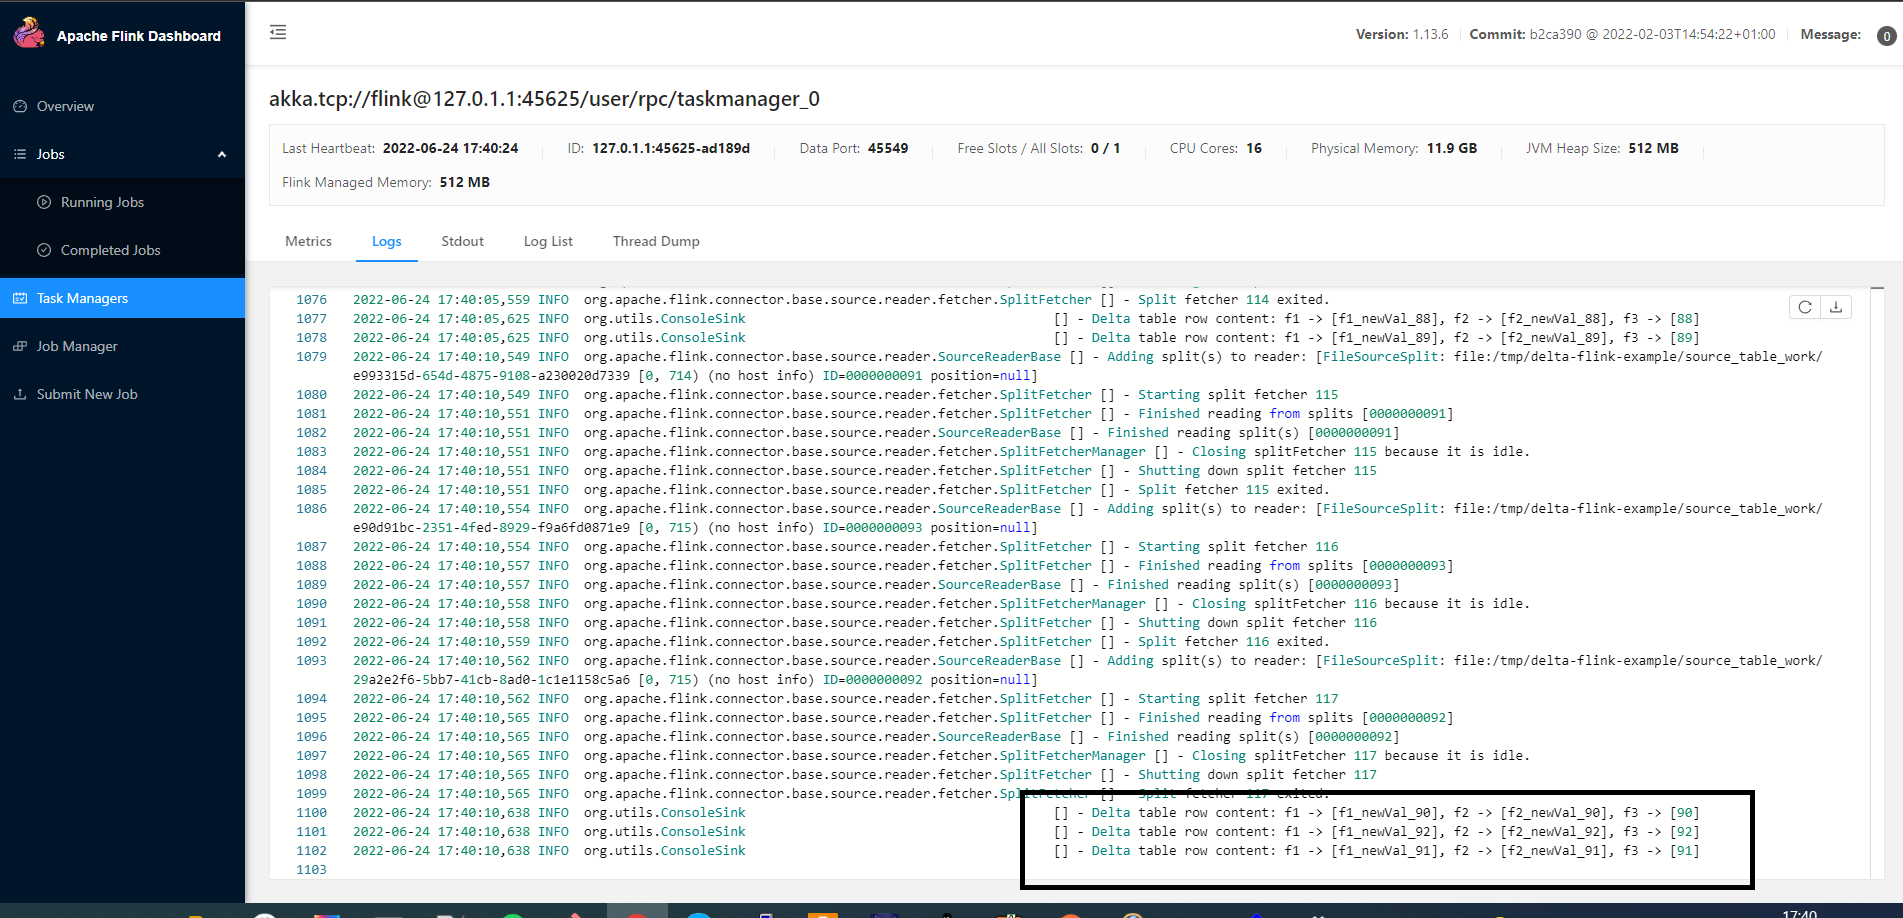 Apache Flink Dashboard
Version: 1.13.6 Commit: b2ca390 @ 2022-02-03T14:54:22+01:00 Message: 0
Overview
Jobs
Running Jobs
Completed Jobs
Task Managers
Job Manager
Submit New Job
akka.tcp://flink@127.0.1.1:45625/user/rpc/taskmanager_0
Last Heartbeat: 2022-06-24 17:40:24 ID: 127.0.1.1:45625-ad189d Data Port: 45549 Free Slots / All Slots: 0 / 1 CPU Cores: 16 Physical Memory: 11.9 GB JVM Heap Size: 512 MB
Flink Managed Memory: 512 MB
Metrics Logs Stdout Log List Thread Dump
1076 2022-06-24 17:40:05,559 INFO org.apache.flink.connector.base.source.reader.fetcher.SplitFetcher [] - Split fetcher 114 exited.
1077 2022-06-24 17:40:05,625 INFO org.utils.ConsoleSink [] - Delta table row content: f1 -> [f1_newVal_88], f2 -> [f2_newVal_88], f3 -> [88]
1078 2022-06-24 17:40:05,625 INFO org.utils.ConsoleSink [] - Delta table row content: f1 -> [f1_newVal_89], f2 -> [f2_newVal_89], f3 -> [89]
1079 2022-06-24 17:40:10,549 INFO org.apache.flink.connector.base.source.reader.SourceReaderBase [] - Adding split(s) to reader: [FileSourceSplit: file:/tmp/delta-flink-example/source_table_work/
e993315d-654d-4875-9108-a230020d7339 [0, 714) (no host info) ID=0000000091 position=null]
1080 2022-06-24 17:40:10,549 INFO org.apache.flink.connector.base.source.reader.fetcher.SplitFetcher [] - Starting split fetcher 115
1081 2022-06-24 17:40:10,551 INFO org.apache.flink.connector.base.source.reader.fetcher.SplitFetcher [] - Finished reading from splits [0000000091]
1082 2022-06-24 17:40:10,551 INFO org.apache.flink.connector.base.source.reader.SourceReaderBase [] - Finished reading split(s) [0000000091]
1083 2022-06-24 17:40:10,551 INFO org.apache.flink.connector.base.source.reader.fetcher.SplitFetcherManager [] - Closing splitFetcher 115 because it is idle.
1084 2022-06-24 17:40:10,551 INFO org.apache.flink.connector.base.source.reader.fetcher.SplitFetcher [] - Shutting down split fetcher 115
1085 2022-06-24 17:40:10,551 INFO org.apache.flink.connector.base.source.reader.fetcher.SplitFetcher [] - Split fetcher 115 exited.
1086 2022-06-24 17:40:10,554 INFO org.apache.flink.connector.base.source.reader.SourceReaderBase [] - Adding split(s) to reader: [FileSourceSplit: file:/tmp/delta-flink-example/source_table_work/
e90d91bc-2351-4fed-8929-f9a6fd0871e9 [0, 715) (no host info) ID=0000000093 position=null]
1087 2022-06-24 17:40:10,554 INFO org.apache.flink.connector.base.source.reader.fetcher.SplitFetcher [] - Starting split fetcher 116
1088 2022-06-24 17:40:10,557 INFO org.apache.flink.connector.base.source.reader.fetcher.SplitFetcher [] - Finished reading from splits [0000000093]
1089 2022-06-24 17:40:10,557 INFO org.apache.flink.connector.base.source.reader.SourceReaderBase [] - Finished reading split(s) [0000000093]
1090 2022-06-24 17:40:10,558 INFO org.apache.flink.connector.base.source.reader.fetcher.SplitFetcherManager [] - Closing splitFetcher 116 because it is idle.
1091 2022-06-24 17:40:10,558 INFO org.apache.flink.connector.base.source.reader.fetcher.SplitFetcher [] - Shutting down split fetcher 116
1092 2022-06-24 17:40:10,559 INFO org.apache.flink.connector.base.source.reader.fetcher.SplitFetcher [] - Split fetcher 116 exited.
1093 2022-06-24 17:40:10,562 INFO org.apache.flink.connector.base.source.reader.SourceReaderBase [] - Adding split(s) to reader: [FileSourceSplit: file:/tmp/delta-flink-example/source_table_work/
29a2e2f6-5bb7-41cb-8ad0-1c1e1158c5a6 [0, 715) (no host info) ID=0000000092 position=null]
1094 2022-06-24 17:40:10,562 INFO org.apache.flink.connector.base.source.reader.fetcher.SplitFetcher [] - Starting split fetcher 117
1095 2022-06-24 17:40:10,565 INFO org.apache.flink.connector.base.source.reader.fetcher.SplitFetcher [] - Finished reading from splits [0000000092]
1096 2022-06-24 17:40:10,565 INFO org.apache.flink.connector.base.source.reader.SourceReaderBase [] - Finished reading split(s) [0000000092]
1097 2022-06-24 17:40:10,565 INFO org.apache.flink.connector.base.source.reader.fetcher.SplitFetcherManager [] - Closing splitFetcher 117 because it is idle.
1098 2022-06-24 17:40:10,565 INFO org.apache.flink.connector.base.source.reader.fetcher.SplitFetcher [] - Shutting down split fetcher 117
1099 2022-06-24 17:40:10,565 INFO org.apache.flink.connector.base.source.reader.fetcher.SplitFetcher [] - Split fetcher 117 exited.
1100 2022-06-24 17:40:10,638 INFO org.utils.ConsoleSink [] - Delta table row content: f1 -> [f1_newVal_90], f2 -> [f2_newVal_90], f3 -> [90]
1101 2022-06-24 17:40:10,638 INFO org.utils.ConsoleSink [] - Delta table row content: f1 -> [f1_newVal_92], f2 -> [f2_newVal_92], f3 -> [92]
1102 2022-06-24 17:40:10,638 INFO org.utils.ConsoleSink [] - Delta table row content: f1 -> [f1_newVal_91], f2 -> [f2_newVal_91], f3 -> [91]
1103
17:40